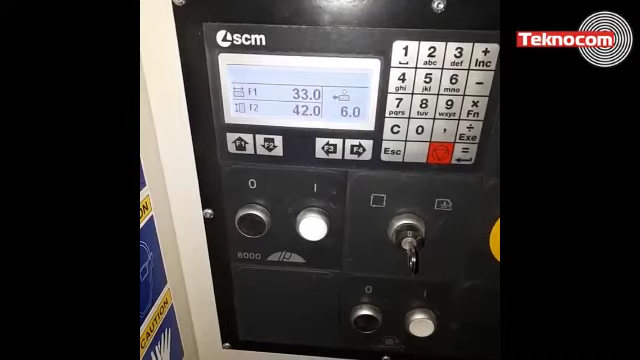 scm
Teknocom
F1 33.0
F2 42.0 6.0
F1 F2 F3 F4
1 2 abc 3 def + Inc
4 ghi 5 jkl 6 mno -
7 pqrs 8 tuv 9 wxyz × Fn
C 0 , ÷ Exe
Esc =
0 I
0
6000
0 I
CAUTION
CAUTION